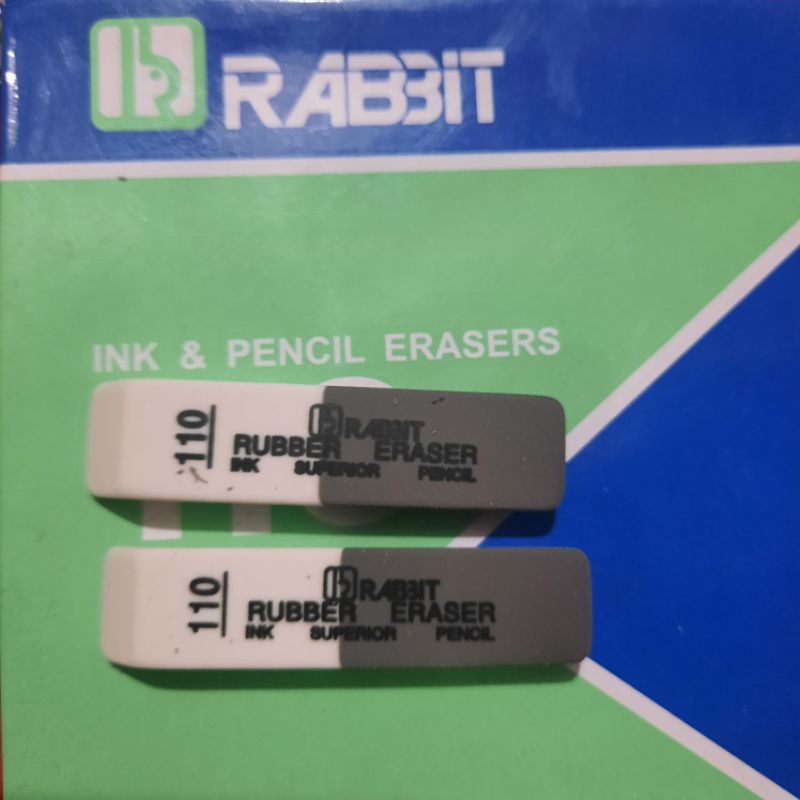 RABBIT
INK & PENCIL ERASERS
110
RABBIT
RUBBER ERASER
INK SUPERIOR PENCIL
110
RABBIT
RUBBER ERASER
INK SUPERIOR PENCIL